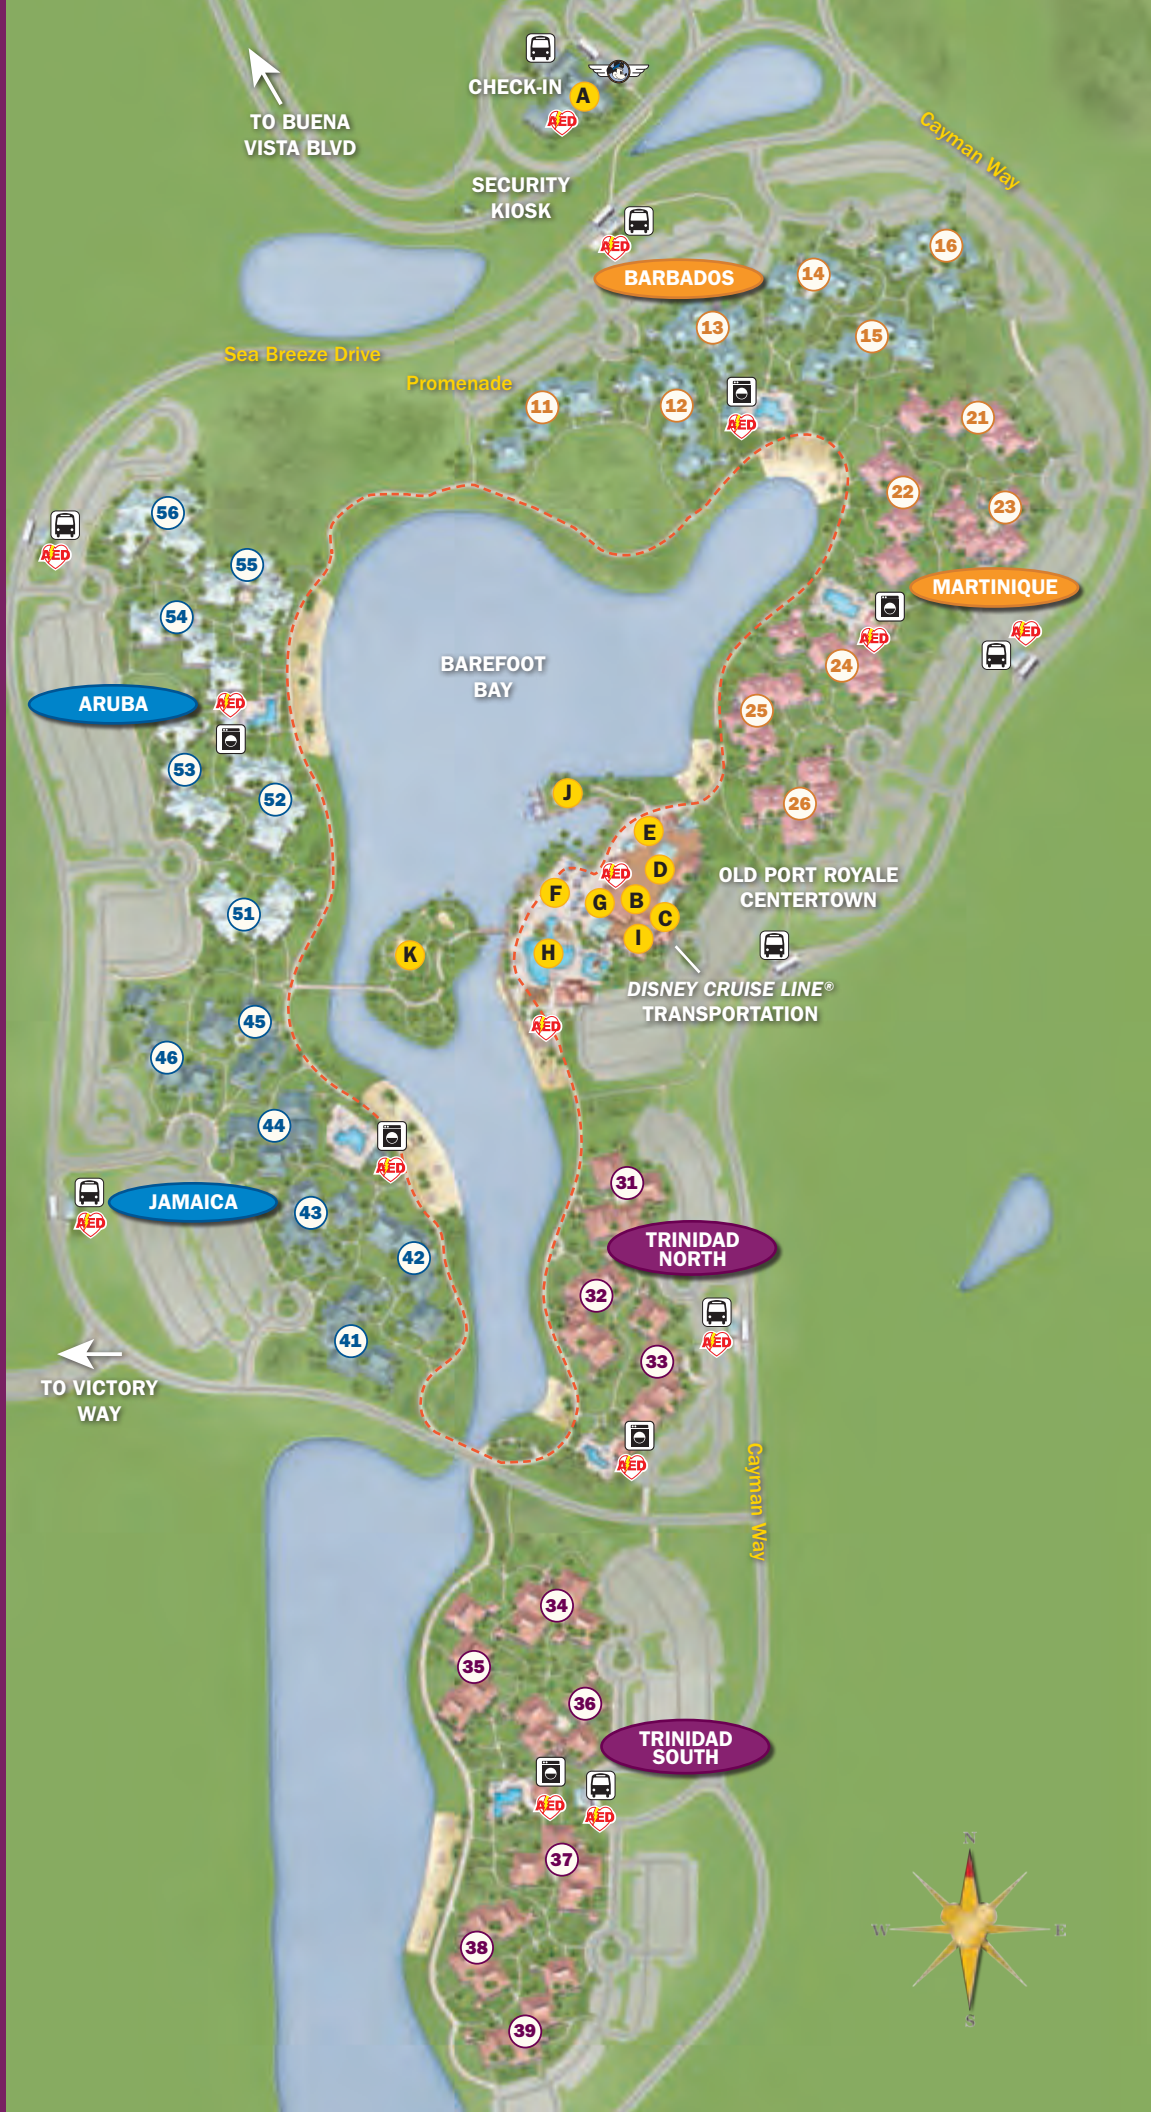 CHECK-IN
A
AED
TO BUENA
VISTA BLVD
Cayman Way
SECURITY
KIOSK
AED
BARBADOS
16
14
13
15
Sea Breeze Drive
Promenade
11
12
AED
21
22
23
56
AED
55
54
MARTINIQUE
AED
AED
24
25
BAREFOOT
BAY
ARUBA
AED
53
52
26
J
E
D
AED
F
G
B
C
I
H
OLD PORT ROYALE
CENTERTOWN
51
K
DISNEY CRUISE LINE®
TRANSPORTATION
AED
45
46
44
AED
31
JAMAICA
AED
43
42
TRINIDAD
NORTH
32
AED
33
41
TO VICTORY
WAY
AED
Cayman Way
34
35
36
TRINIDAD
SOUTH
AED
AED
37
38
39
N
W
E
S